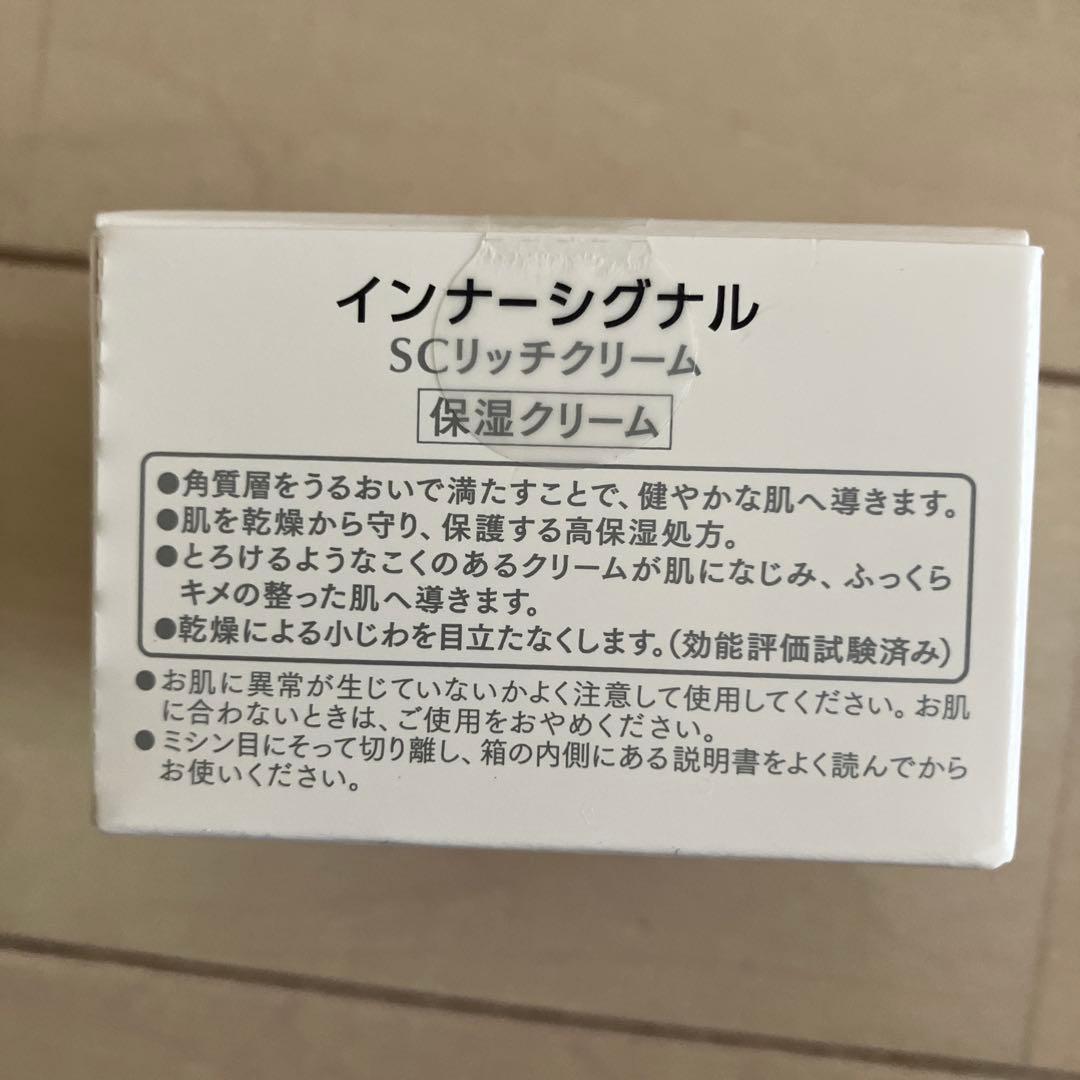 インナーシグナル
SCリッチクリーム
保湿クリーム
●角質層をうるおいで満たすことで、健やかな肌へ導きます。
●肌を乾燥から守り、保護する高保湿処方。
●とろけるようなこくのあるクリームが肌になじみ、ふっくら
キメの整った肌へ導きます。
●乾燥による小じわを目立たなくします。（効能評価試験済み）
●お肌に異常が生じていないかよく注意して使用してください。お肌
に合わないときは、ご使用をおやめください。
●ミシン目にそって切り離し、箱の内側にある説明書をよく読んでから
お使いください。